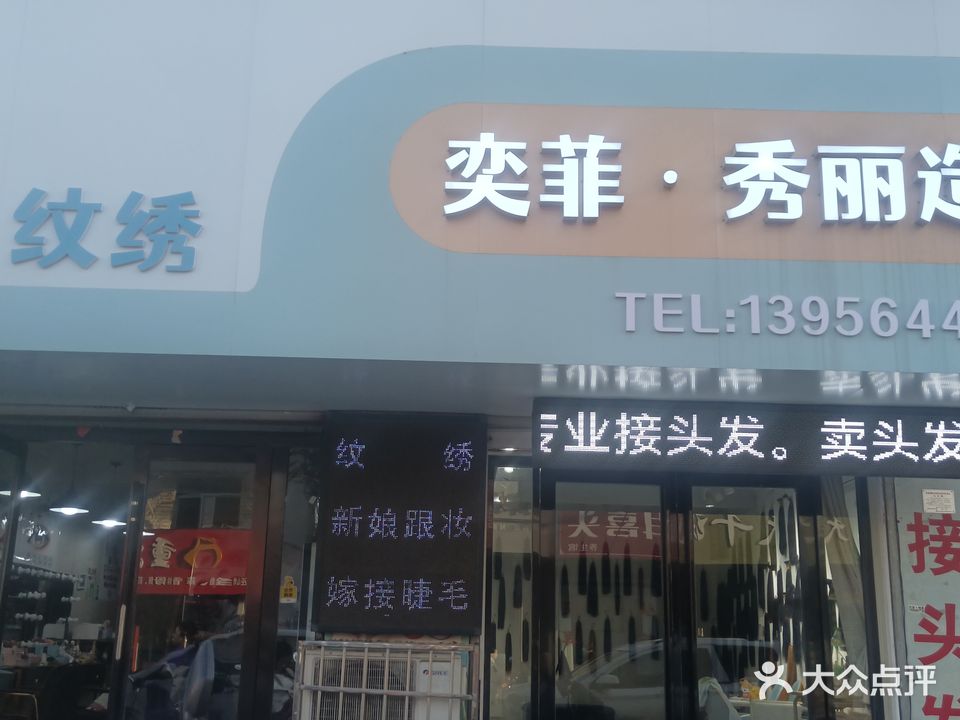 纹绣
奕菲·秀丽造
TEL:1395644
专业接头发。卖头发
纹 绣
新娘跟妆
嫁接睫毛
接
头
发
大众点评